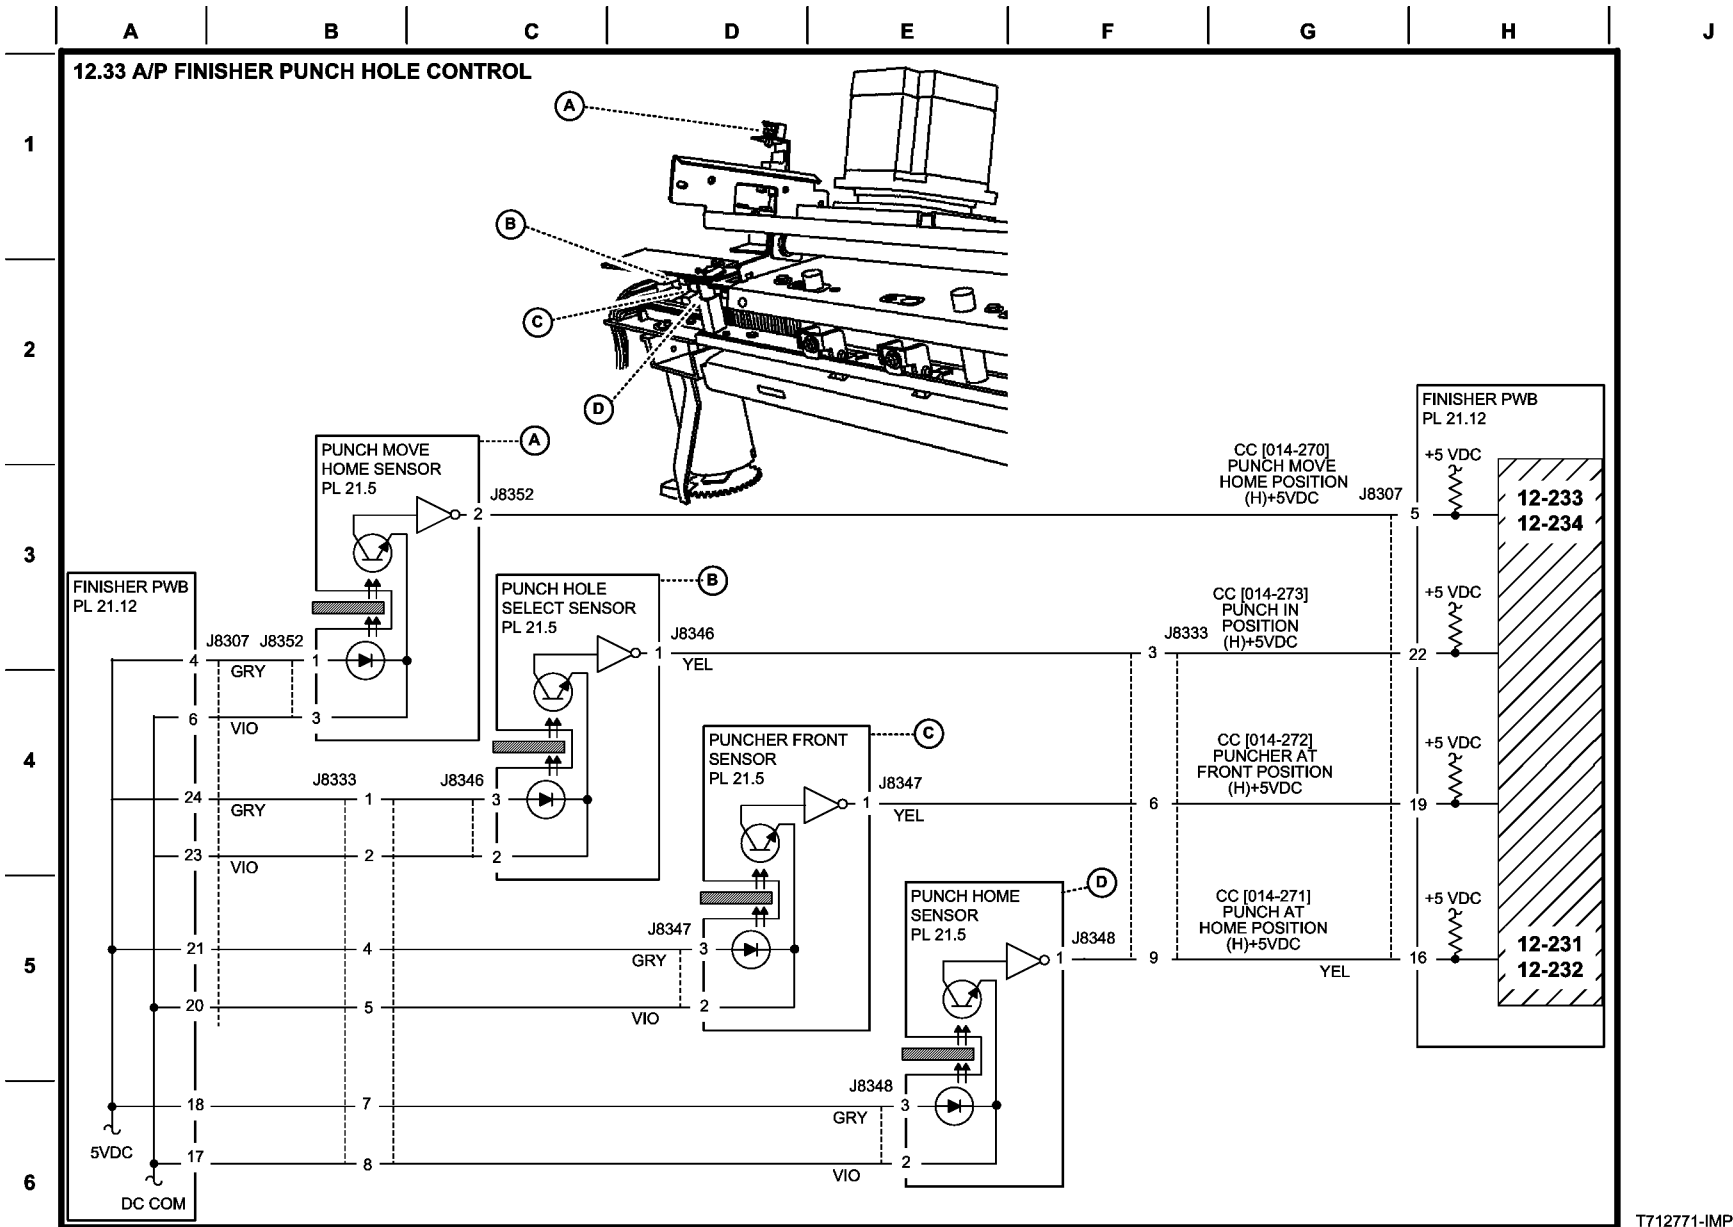 A B C D E F G H J
12.33 A/P FINISHER PUNCH HOLE CONTROL
1
2
3
4
5
6
A
B
C
D
PUNCH MOVE
HOME SENSOR
PL 21.5
A
J8352
2
J8307 J8352
1
3
FINISHER PWB
PL 21.12
4
GRY
6
VIO
24
GRY
23
VIO
21
20
18
17
5VDC
DC COM
J8333
1
2
4
5
7
8
PUNCH HOLE
SELECT SENSOR
PL 21.5
B
J8346
1
YEL
J8346
3
2
PUNCHER FRONT
SENSOR
PL 21.5
C
J8347
1
YEL
J8347
3
GRY
2
VIO
PUNCH HOME
SENSOR
PL 21.5
D
J8348
1
J8348
3
GRY
2
VIO
J8333
3
6
9
CC [014-270]
PUNCH MOVE
HOME POSITION
(H)+5VDC
J8307
CC [014-273]
PUNCH IN
POSITION
(H)+5VDC
CC [014-272]
PUNCHER AT
FRONT POSITION
(H)+5VDC
CC [014-271]
PUNCH AT
HOME POSITION
(H)+5VDC
YEL
FINISHER PWB
PL 21.12
+5 VDC
5
12-233
12-234
+5 VDC
22
+5 VDC
19
+5 VDC
16
12-231
12-232
T712771-IMP